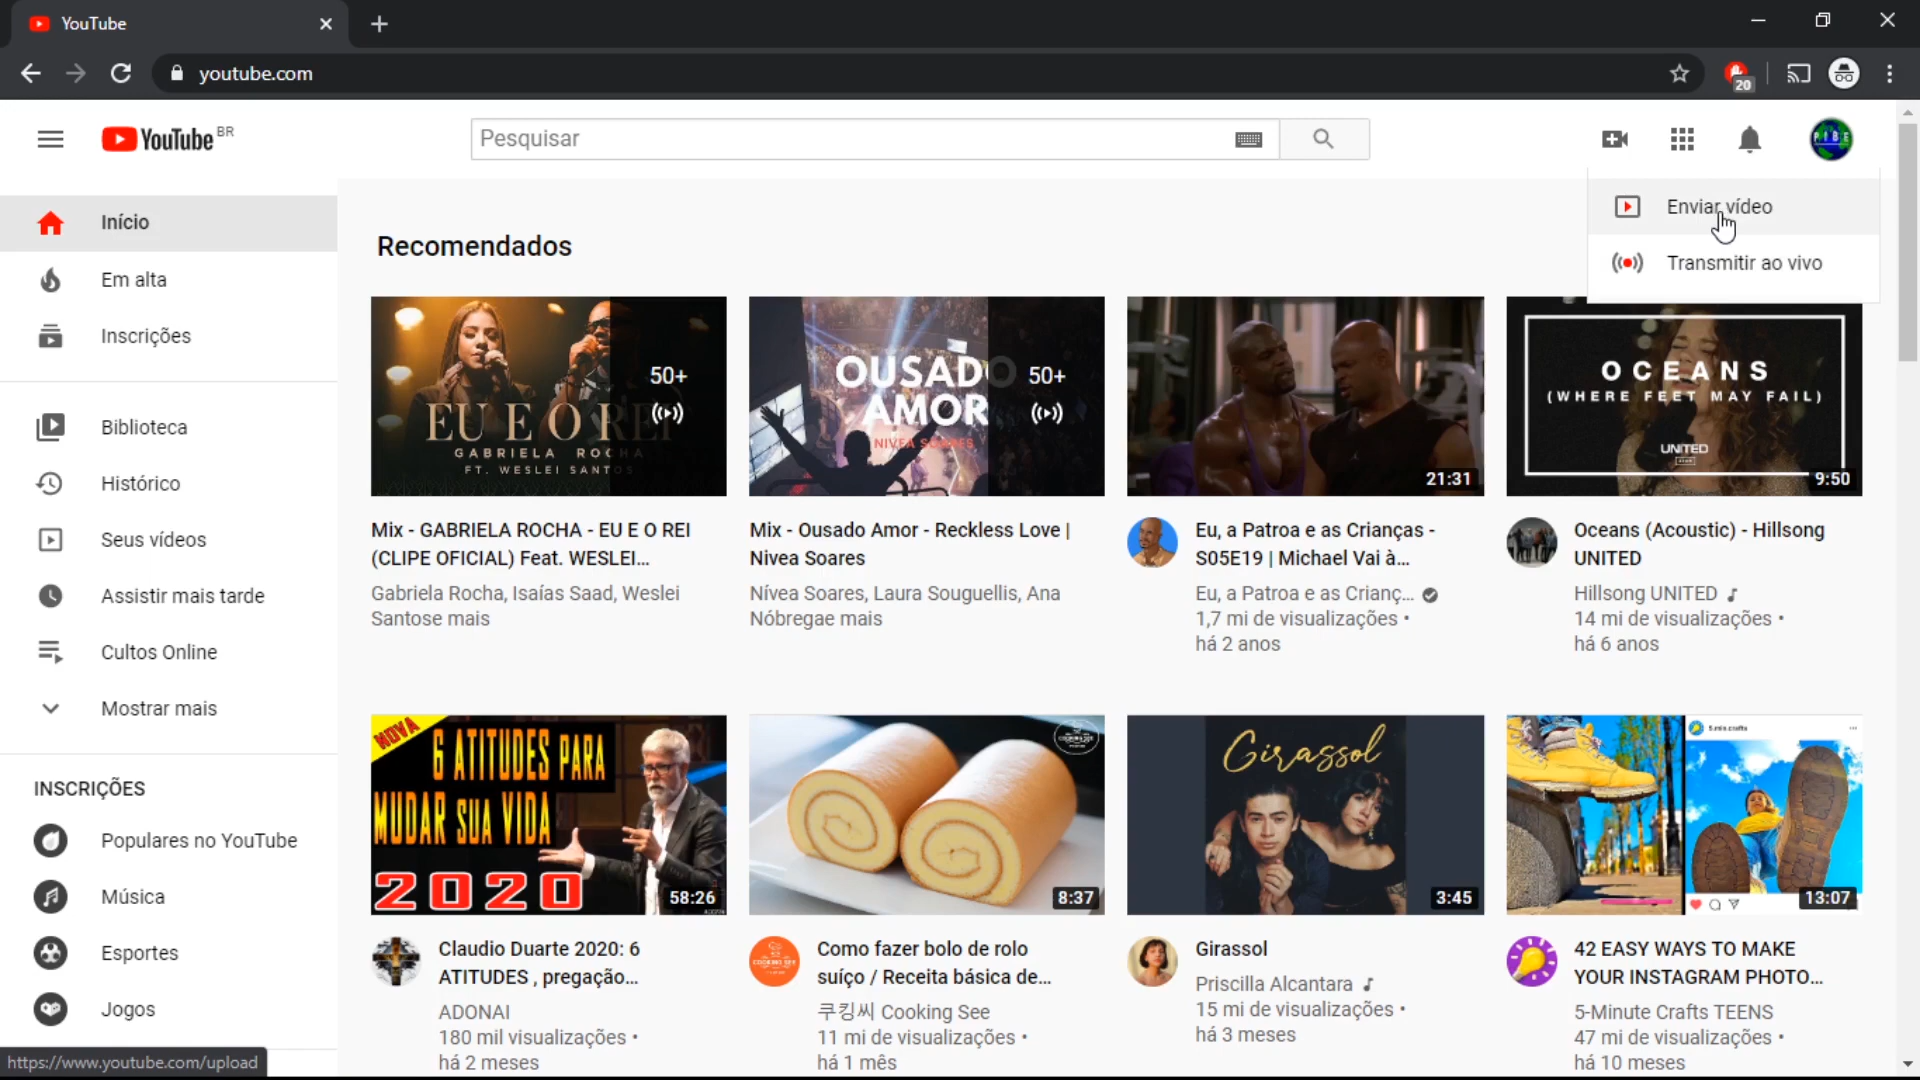 YouTube
youtube.com
20
YouTube BR
Pesquisar
PIBE
Enviar vídeo
Transmitir ao vivo
Início
Em alta
Inscrições
Biblioteca
Histórico
Seus vídeos
Assistir mais tarde
Cultos Online
Mostrar mais
INSCRIÇÕES
Populares no YouTube
Música
Esportes
Jogos
https://www.youtube.com/upload
Recomendados
EU E O REI
GABRIELA ROCHA
FT. WESLEI SANTOS
50+
Mix - GABRIELA ROCHA - EU E O REI
(CLIPE OFICIAL) Feat. WESLEI...
Gabriela Rocha, Isaías Saad, Weslei
Santose mais
OUSADO
AMOR
NIVEA SOARES
50+
Mix - Ousado Amor - Reckless Love |
Nivea Soares
Nívea Soares, Laura Souguellis, Ana
Nóbregae mais
21:31
Eu, a Patroa e as Crianças -
S05E19 | Michael Vai à...
Eu, a Patroa e as Crianç...
1,7 mi de visualizações •
há 2 anos
OCEANS
(WHERE FEET MAY FAIL)
UNITED
9:50
Oceans (Acoustic) - Hillsong
UNITED
Hillsong UNITED
14 mi de visualizações •
há 6 anos
NOVA
6 ATITUDES PARA
MUDAR SUA VIDA
2020
58:26
Claudio Duarte 2020: 6
ATITUDES , pregação...
ADONAI
180 mil visualizações •
há 2 meses
COOKING SEE
8:37
COOKING SEE
Como fazer bolo de rolo
suíço / Receita básica de...
쿠킹씨 Cooking See
11 mi de visualizações •
há 1 mês
Girassol
3:45
Girassol
Priscilla Alcantara
15 mi de visualizações •
há 3 meses
5.min.crafts
13:07
42 EASY WAYS TO MAKE
YOUR INSTAGRAM PHOTO...
5-Minute Crafts TEENS
47 mi de visualizações •
há 10 meses